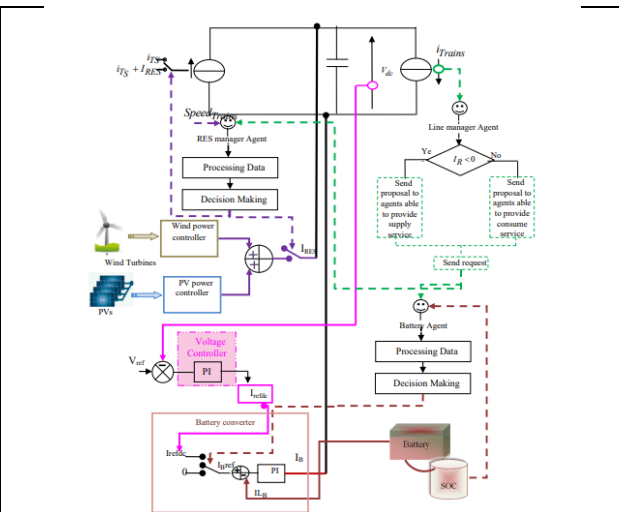 iTS
iTS + IRES
Vdc
iTrains
SpeedTrains
RES manager Agent
Line manager Agent
Processing Data
Decision Making
Ye
IR <0
No
Send
proposal to
agents able
to provide
supply
service
Send
proposal to
agents able
to provide
consume
service
Wind power
controller
IRES
Wind Turbines
Send request
PV power
controller
PVs
Battery Agent
Voltage
Controller
Processing Data
Vref
PI
Decision Making
Irefdc
Battery converter
Battery
Irefdc
IB
0
IBref
PI
ILB
SOC